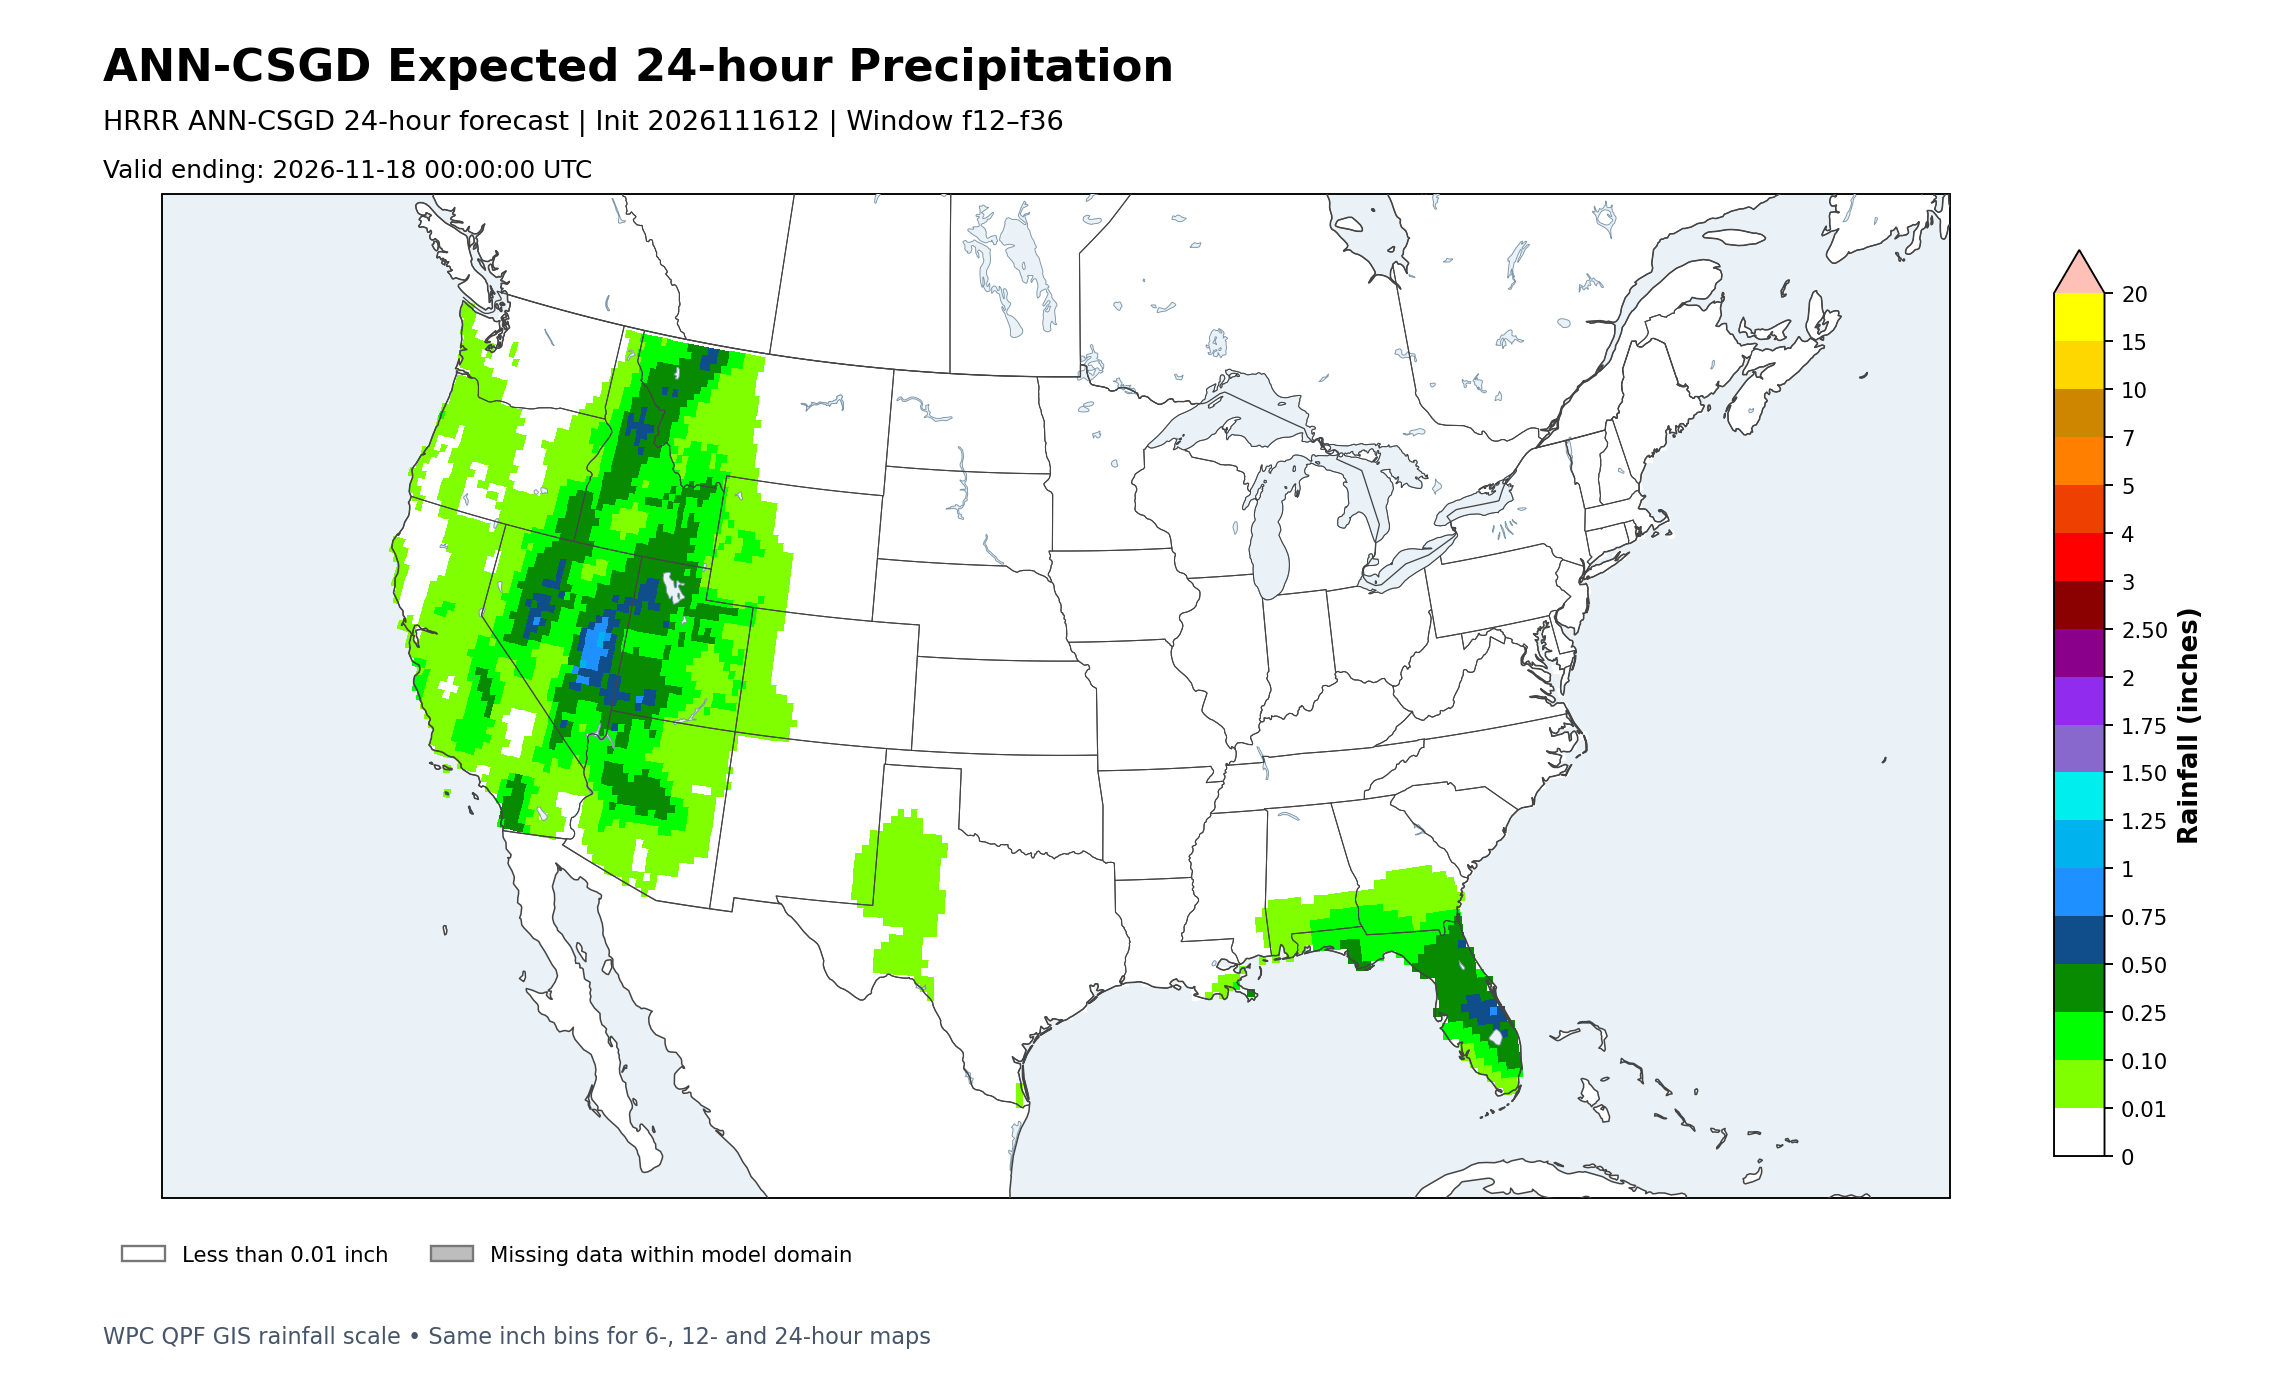 ANN-CSGD Expected 24-hour Precipitation
HRRR ANN-CSGD 24-hour forecast | Init 2026111612 | Window f12–f36
Valid ending: 2026-11-18 00:00:00 UTC
20
15
10
7
5
4
3
2.50
2
1.75
1.50
1.25
1
0.75
0.50
0.25
0.10
0.01
0
Rainfall (inches)
Less than 0.01 inch
Missing data within model domain
WPC QPF GIS rainfall scale • Same inch bins for 6-, 12- and 24-hour maps